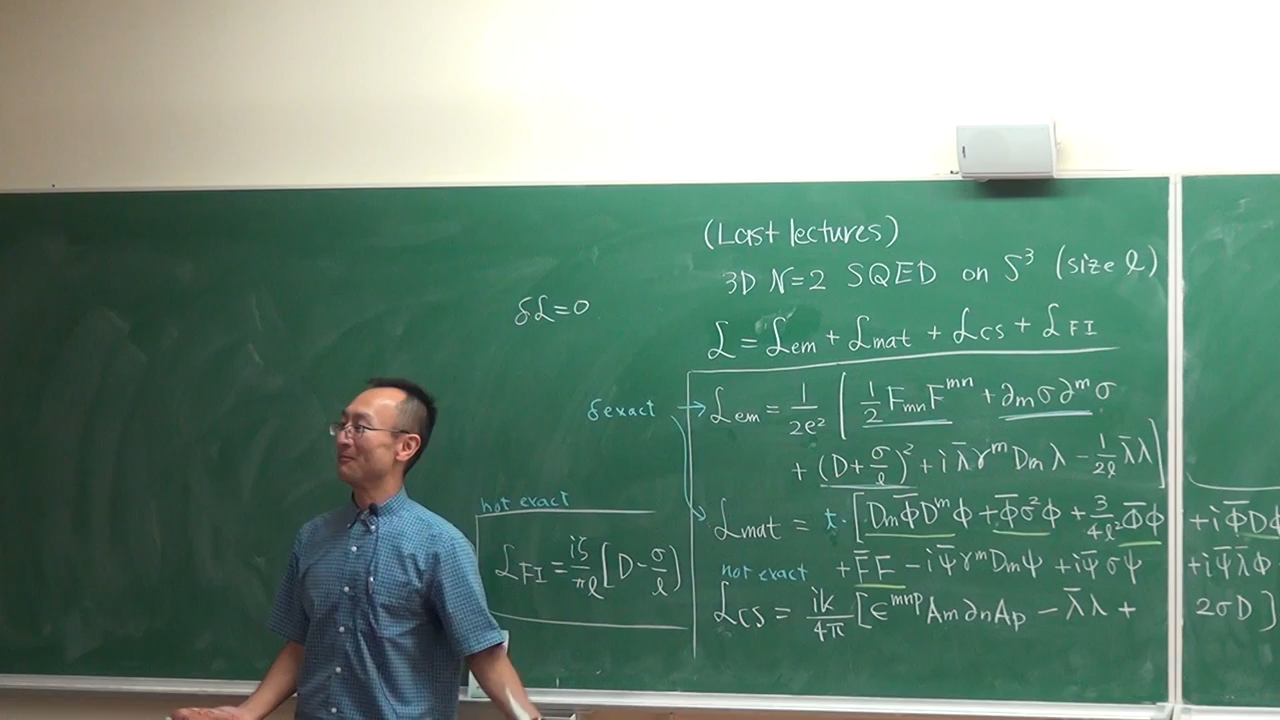 (Last lectures)
3D N=2 SQED on S³ (size ℓ)
δℒ=0
ℒ = ℒem + ℒmat + ℒCS + ℒFI
δexact → ℒem = 1/2e² [ 1/2 FmnF^mn + ∂mσ∂^mσ
+ (D+σ/ℓ)² + iλ̄γ^mDmλ - 1/2ℓ λ̄λ ]
not exact
ℒFI = iζ/πℓ [D - σ/ℓ)
ℒmat = t·[Dmϕ̄D^mϕ + ϕ̄σ²ϕ + 3/4ℓ² ϕ̄ϕ + iϕ̄Dϕ
+ F̄F - iψ̄γ^mDmψ + iψ̄σψ + iψ̄λ̄ϕ
not exact
ℒCS = ik/4π [ϵ^mnp Am∂nAp - λ̄λ + 2σD]